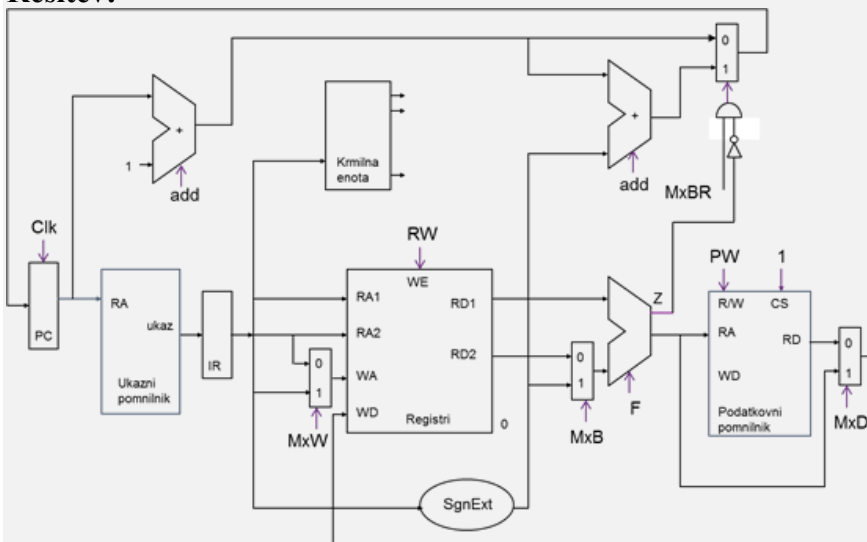 Rešitev:
0
1
+
1
add
Krmilna
enota
+
add
MxBR
Clk
PC
RA
ukaz
Ukazni
pomnilnik
IR
0
1
MxW
RW
WE
RA1
RD1
RA2
RD2
WA
WD
Registri
0
0
1
MxB
Z
F
PW
1
R/W
CS
RA
RD
WD
Podatkovni
pomnilnik
0
1
MxD
SgnExt